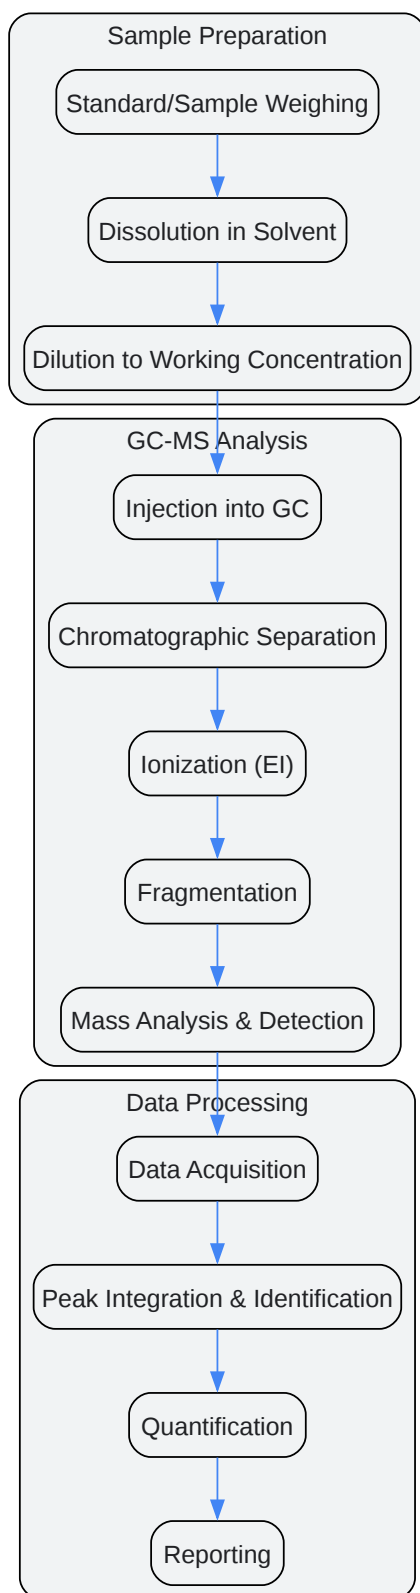 Sample Preparation
Standard/Sample Weighing
Dissolution in Solvent
Dilution to Working Concentration
GC-MS Analysis
Injection into GC
Chromatographic Separation
Ionization (EI)
Fragmentation
Mass Analysis & Detection
Data Processing
Data Acquisition
Peak Integration & Identification
Quantification
Reporting